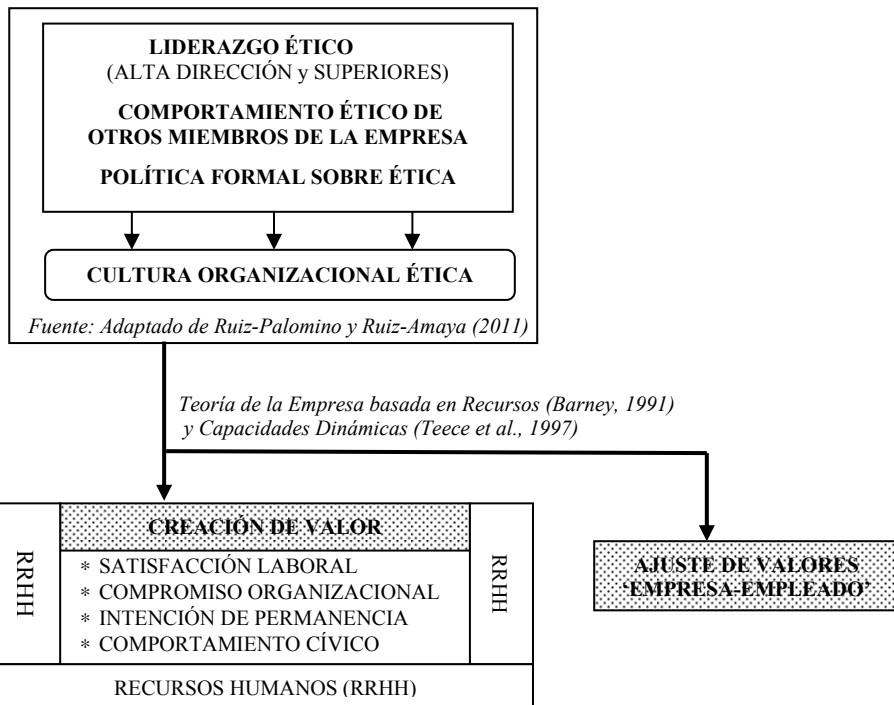 LIDERAZGO ÉTICO
(ALTA DIRECCIÓN y SUPERIORES)
COMPORTAMIENTO ÉTICO DE
OTROS MIEMBROS DE LA EMPRESA
POLÍTICA FORMAL SOBRE ÉTICA
CULTURA ORGANIZACIONAL ÉTICA
Fuente: Adaptado de Ruiz-Palomino y Ruiz-Amaya (2011)
Teoría de la Empresa basada en Recursos (Barney, 1991)
y Capacidades Dinámicas (Teece et al., 1997)
RRHH
CREACIÓN DE VALOR
* SATISFACCIÓN LABORAL
* COMPROMISO ORGANIZACIONAL
* INTENCIÓN DE PERMANENCIA
* COMPORTAMIENTO CÍVICO
RRHH
RECURSOS HUMANOS (RRHH)
AJUSTE DE VALORES
‘EMPRESA-EMPLEADO’